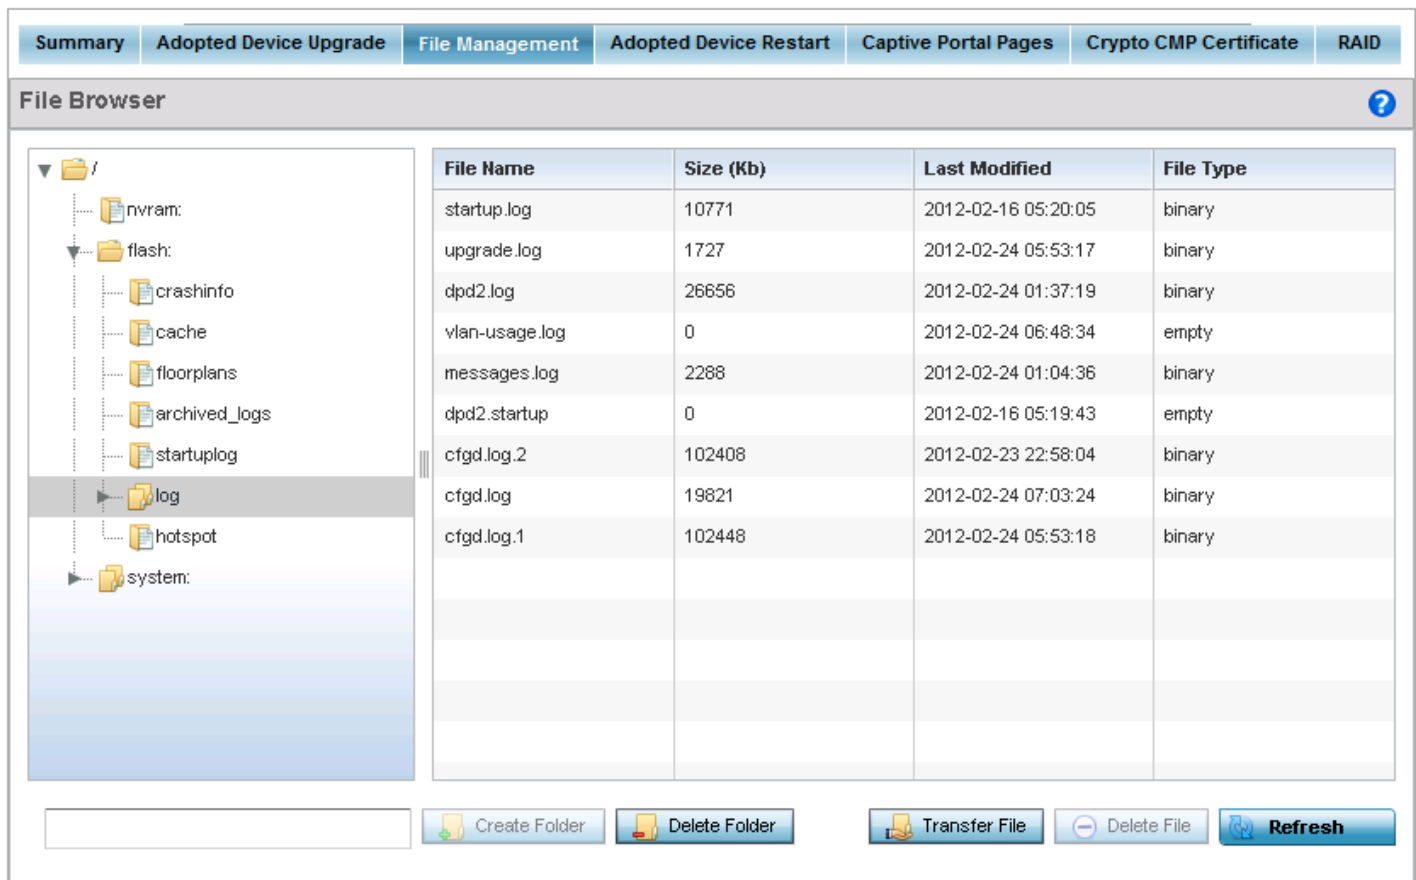 Summary Adopted Device Upgrade File Management Adopted Device Restart Captive Portal Pages Crypto CMP Certificate RAID
File Browser ?
/
nvram:
flash:
crashinfo
cache
floorplans
archived_logs
startuplog
log
hotspot
system:
File Name Size (Kb) Last Modified File Type
startup.log 10771 2012-02-16 05:20:05 binary
upgrade.log 1727 2012-02-24 05:53:17 binary
dpd2.log 26656 2012-02-24 01:37:19 binary
vlan-usage.log 0 2012-02-24 06:48:34 empty
messages.log 2288 2012-02-24 01:04:36 binary
dpd2.startup 0 2012-02-16 05:19:43 empty
cfgd.log.2 102408 2012-02-23 22:58:04 binary
cfgd.log 19821 2012-02-24 07:03:24 binary
cfgd.log.1 102448 2012-02-24 05:53:18 binary
Create Folder Delete Folder Transfer File Delete File Refresh